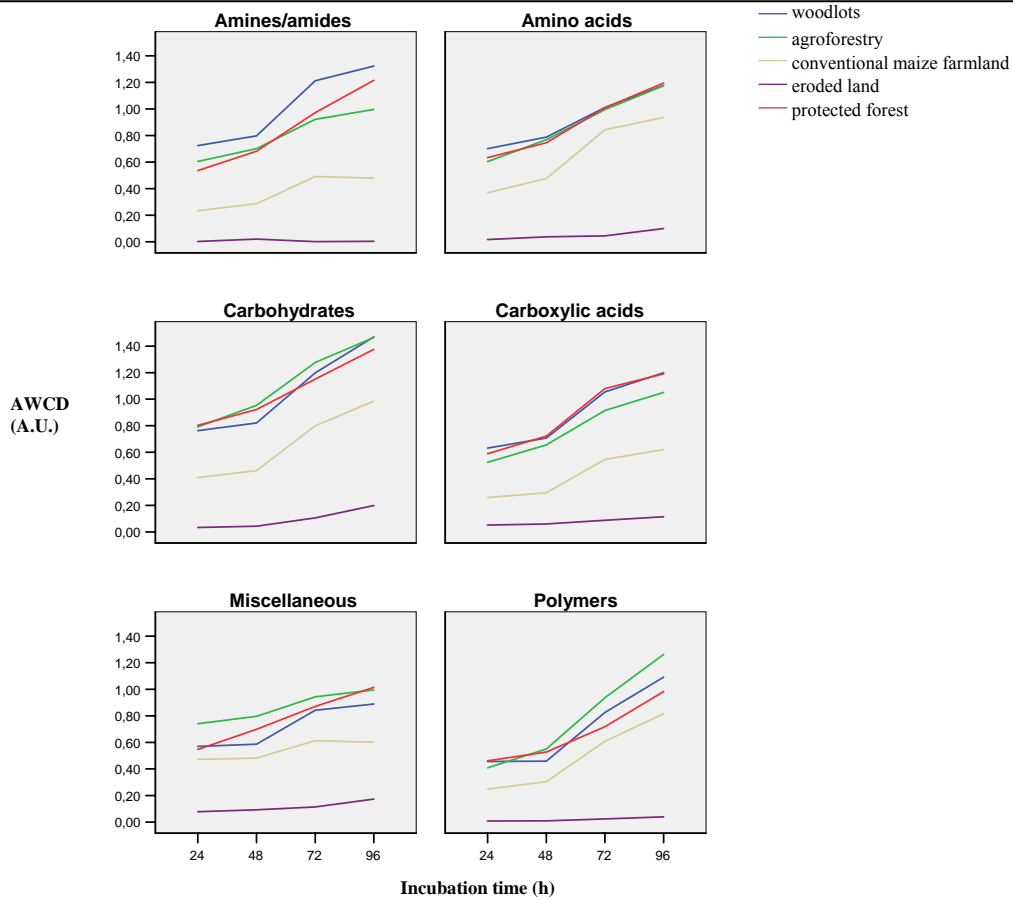 Amines/amides
Amino acids
woodlots
agroforestry
conventional maize farmland
eroded land
protected forest
1,40
1,20
1,00
0,80
0,60
0,40
0,20
0,00
Carbohydrates
Carboxylic acids
1,40
1,20
1,00
0,80
0,60
0,40
0,20
0,00
AWCD
(A.U.)
Miscellaneous
Polymers
1,40
1,20
1,00
0,80
0,60
0,40
0,20
0,00
24 48 72 96
24 48 72 96
Incubation time (h)